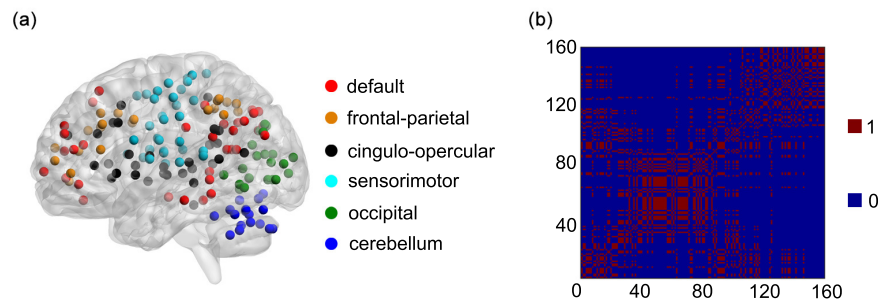 (a)
default
frontal-parietal
cingulo-opercular
sensorimotor
occipital
cerebellum
(b)
160
120
80
40
0 40 80 120 160
1
0